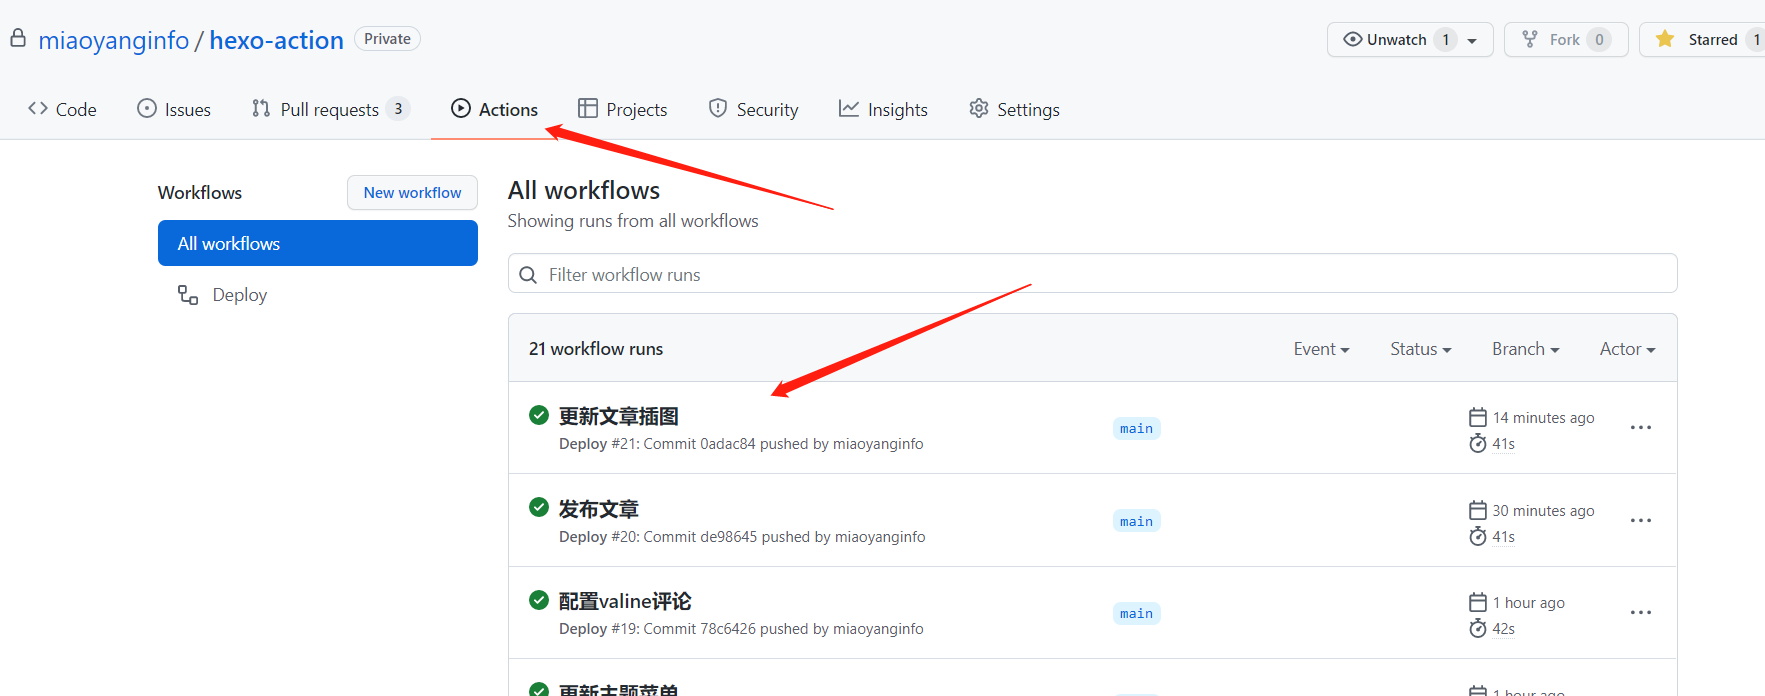 miaoyanginfo / hexo-action Private Unwatch 1 Fork 0 Starred 1
Code Issues Pull requests 3 Actions Projects Security Insights Settings
Workflows New workflow
All workflows
Deploy
All workflows
Showing runs from all workflows
Filter workflow runs
21 workflow runs Event Status Branch Actor
更新文章插图
Deploy #21: Commit 0adac84 pushed by miaoyanginfo
main
14 minutes ago
41s
发布文章
Deploy #20: Commit de98645 pushed by miaoyanginfo
main
30 minutes ago
41s
配置valine评论
Deploy #19: Commit 78c6426 pushed by miaoyanginfo
main
1 hour ago
42s
更新主题菜单
1 hour ago